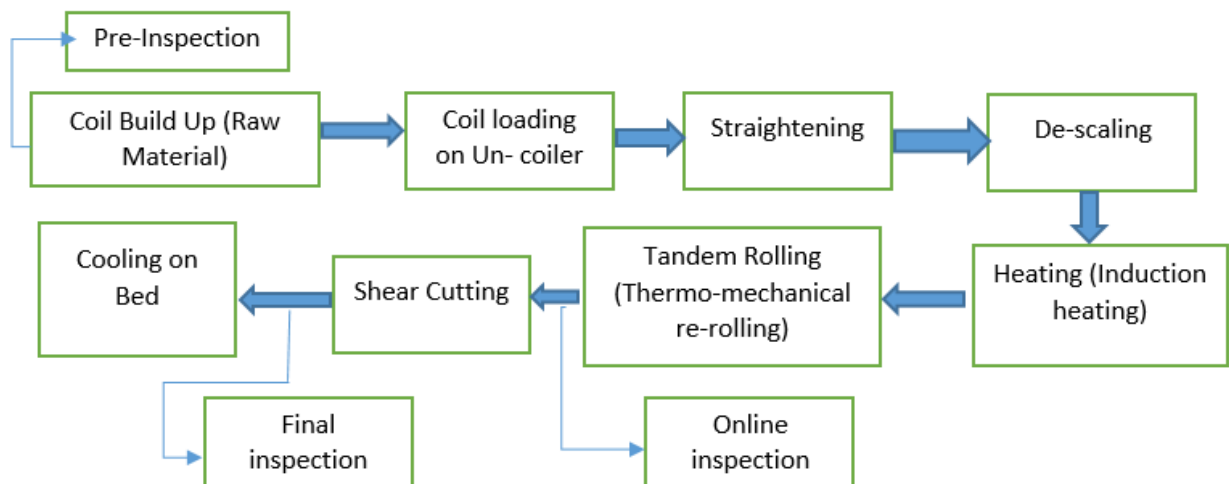 Pre-Inspection
Coil Build Up (Raw
Material)
Coil loading
on Un- coiler
Straightening
De-scaling
Heating (Induction
heating)
Tandem Rolling
(Thermo-mechanical
re-rolling)
Shear Cutting
Cooling on
Bed
Final
inspection
Online
inspection